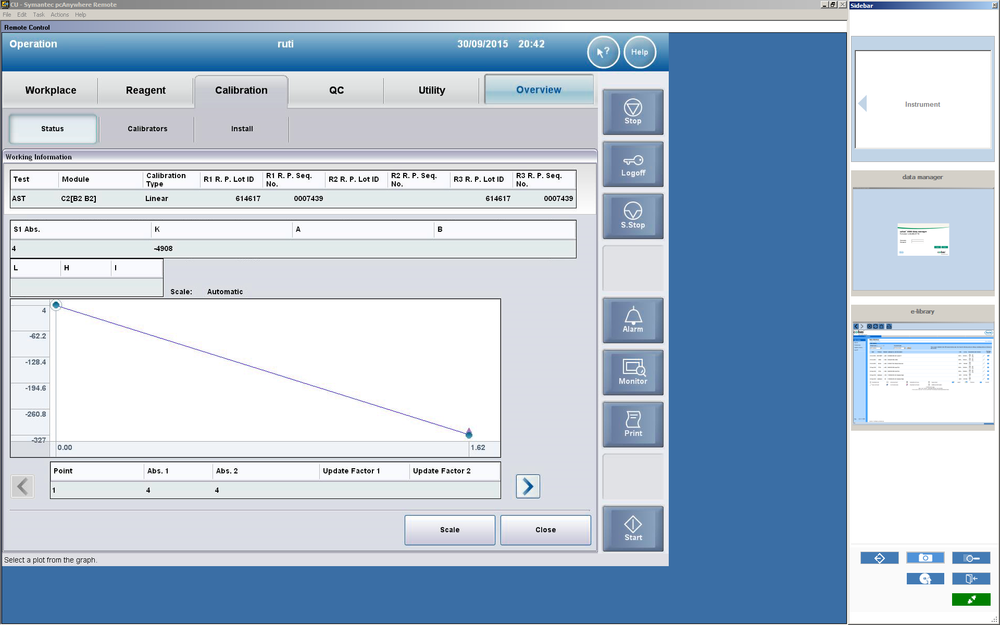 CU - Symantec pcAnywhere Remote
File Edit Task Actions Help
Remote Control
Operation ruti 30/09/2015 20:42
? Help
Workplace Reagent Calibration QC Utility Overview
Status Calibrators Install
Working Information
Test Module Calibration Type R1 R. P. Lot ID R1 R. P. Seq. No. R2 R. P. Lot ID R2 R. P. Seq. No. R3 R. P. Lot ID R3 R. P. Seq. No.
AST C2[B2 B2] Linear 614617 0007439 614617 0007439
S1 Abs. K A B
4 -4908
L H I
Scale: Automatic
4
-62.2
-128.4
-194.6
-260.8
-327
0.00 1.62
Point Abs. 1 Abs. 2 Update Factor 1 Update Factor 2
1 4 4
Scale Close
Select a plot from the graph.
Stop
Logoff
S.Stop
Alarm
Monitor
Print
Start
Sidebar
Instrument
data manager
cobas 8000 data manager
cobas
e-library
cobas